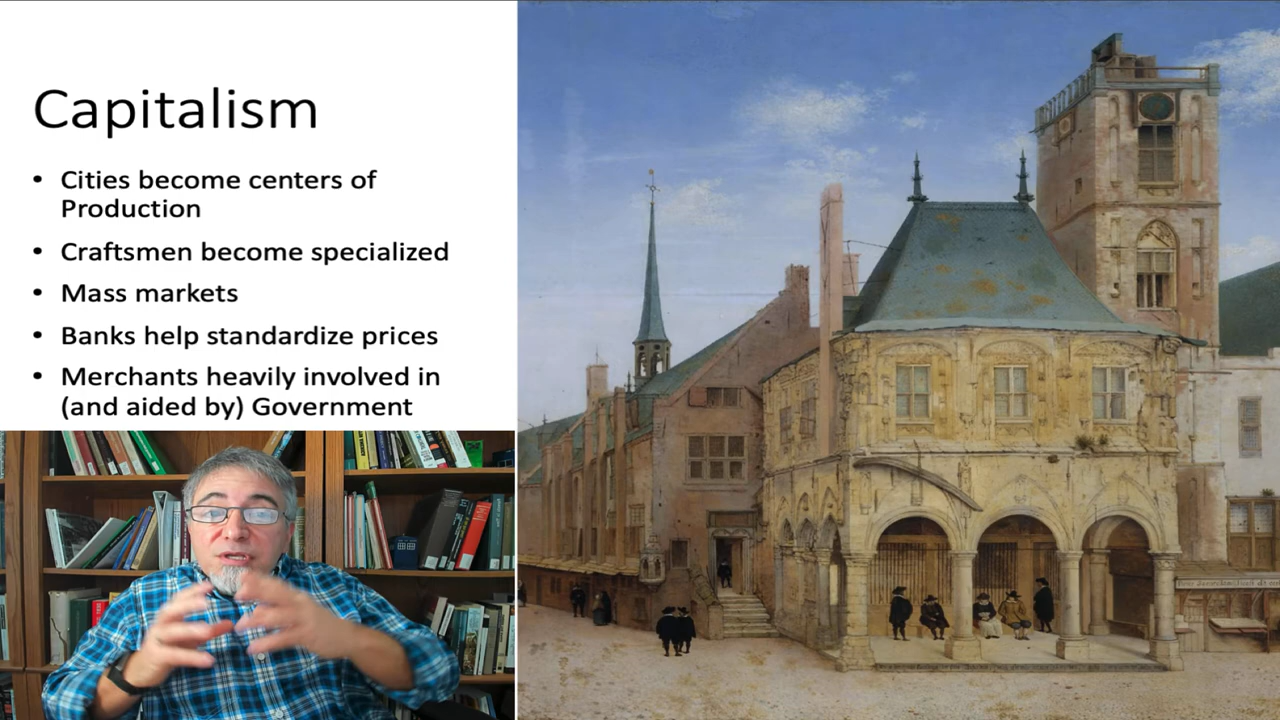 Capitalism
• Cities become centers of
Production
• Craftsmen become specialized
• Mass markets
• Banks help standardize prices
• Merchants heavily involved in
(and aided by) Government